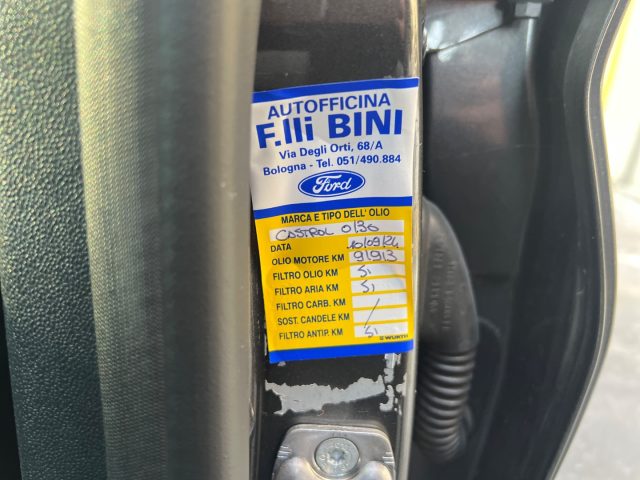 AUTOFFICINA
F.lli BINI
Via Degli Orti, 68/A
Bologna - Tel. 051/490.884
Ford
MARCA E TIPO DELL'OLIO
CASTROL 0/30
DATA 10/09/24
OLIO MOTORE KM 91913
FILTRO OLIO KM Si
FILTRO ARIA KM Si
FILTRO CARB. KM /
SOST. CANDELE KM
FILTRO ANTIP. KM Si
WÜRTH